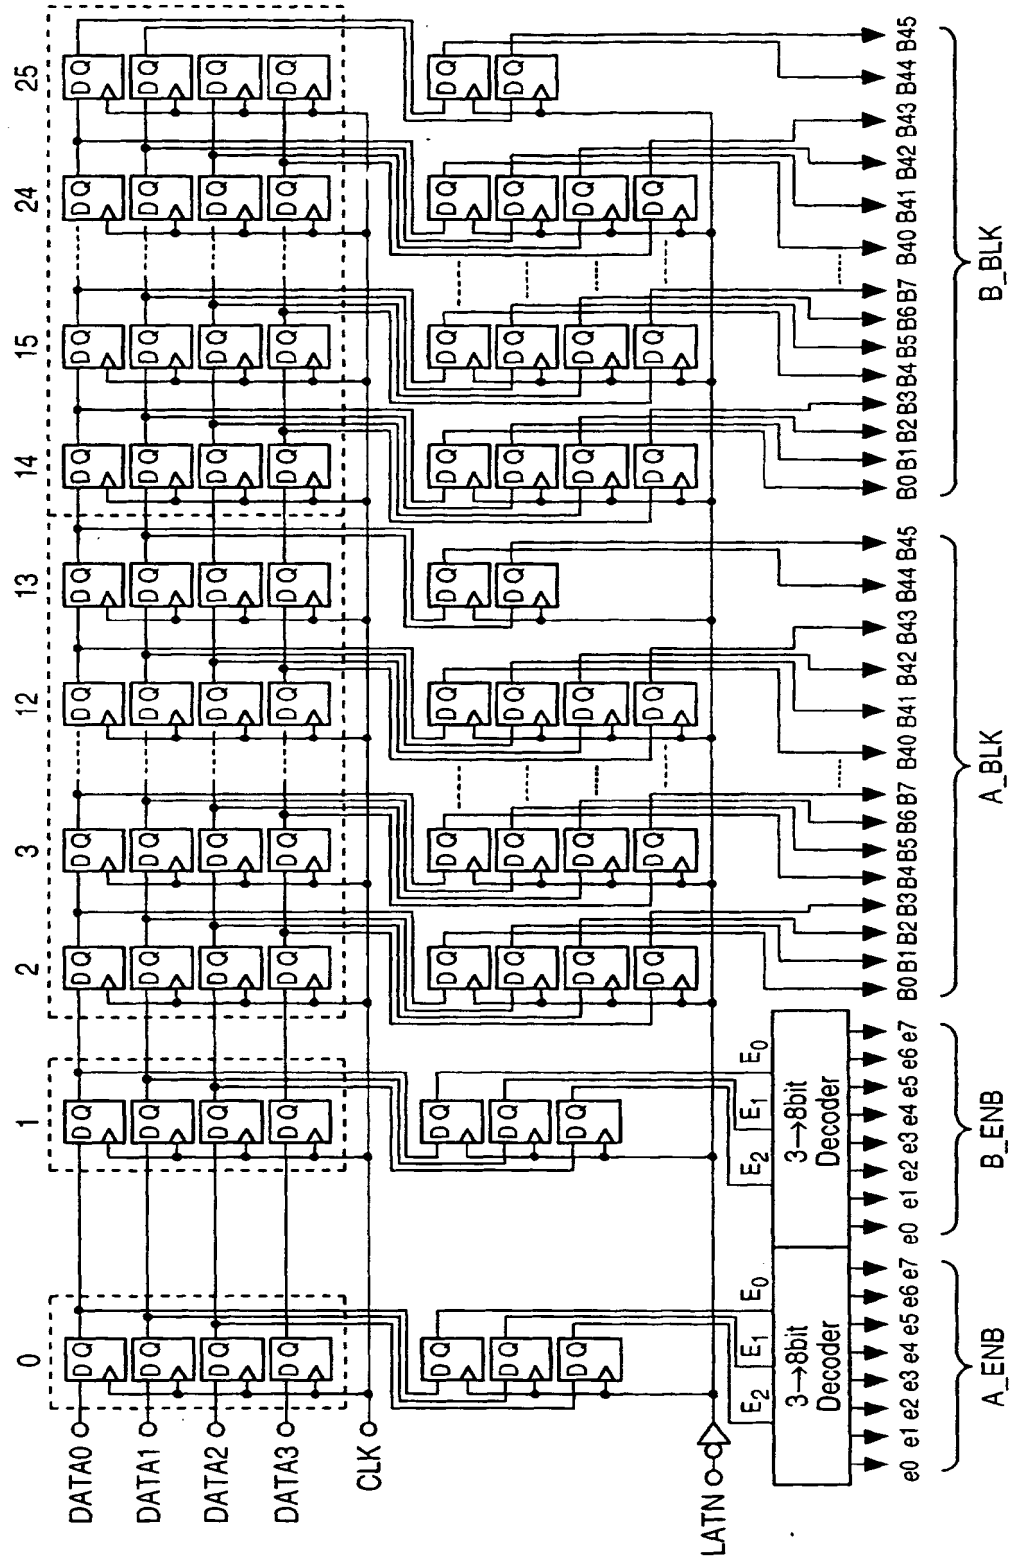 0 1 2 3 12 13 14 15 24 25
DATA0 D Q D Q D Q D Q D Q D Q D Q D Q D Q D Q
DATA1 D Q D Q D Q D Q D Q D Q D Q D Q D Q D Q
DATA2 D Q D Q D Q D Q D Q D Q D Q D Q D Q D Q
DATA3 D Q D Q D Q D Q D Q D Q D Q D Q D Q D Q
CLK
D Q D Q D Q D Q D Q D Q D Q D Q D Q D Q
D Q D Q D Q D Q D Q D Q D Q D Q D Q D Q
D Q D Q D Q D Q D Q D Q D Q D Q
D Q D Q D Q D Q D Q D Q
LATN
E2 E1 E0 E2 E1 E0
3→8bit
Decoder
3→8bit
Decoder
e0 e1 e2 e3 e4 e5 e6 e7 e0 e1 e2 e3 e4 e5 e6 e7 B0 B1 B2 B3 B4 B5 B6 B7 B40 B41 B42 B43 B44 B45 B0 B1 B2 B3 B4 B5 B6 B7 B40 B41 B42 B43 B44 B45
A_ENB B_ENB A_BLK B_BLK